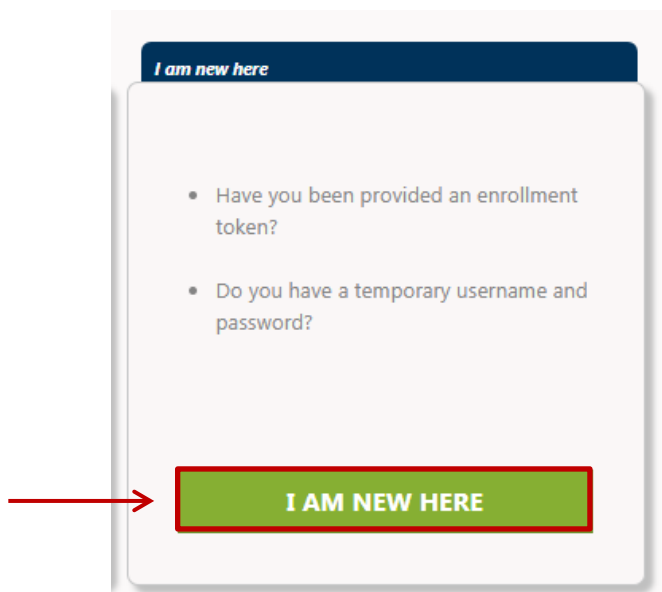 I am new here
• Have you been provided an enrollment
token?
• Do you have a temporary username and
password?
I AM NEW HERE